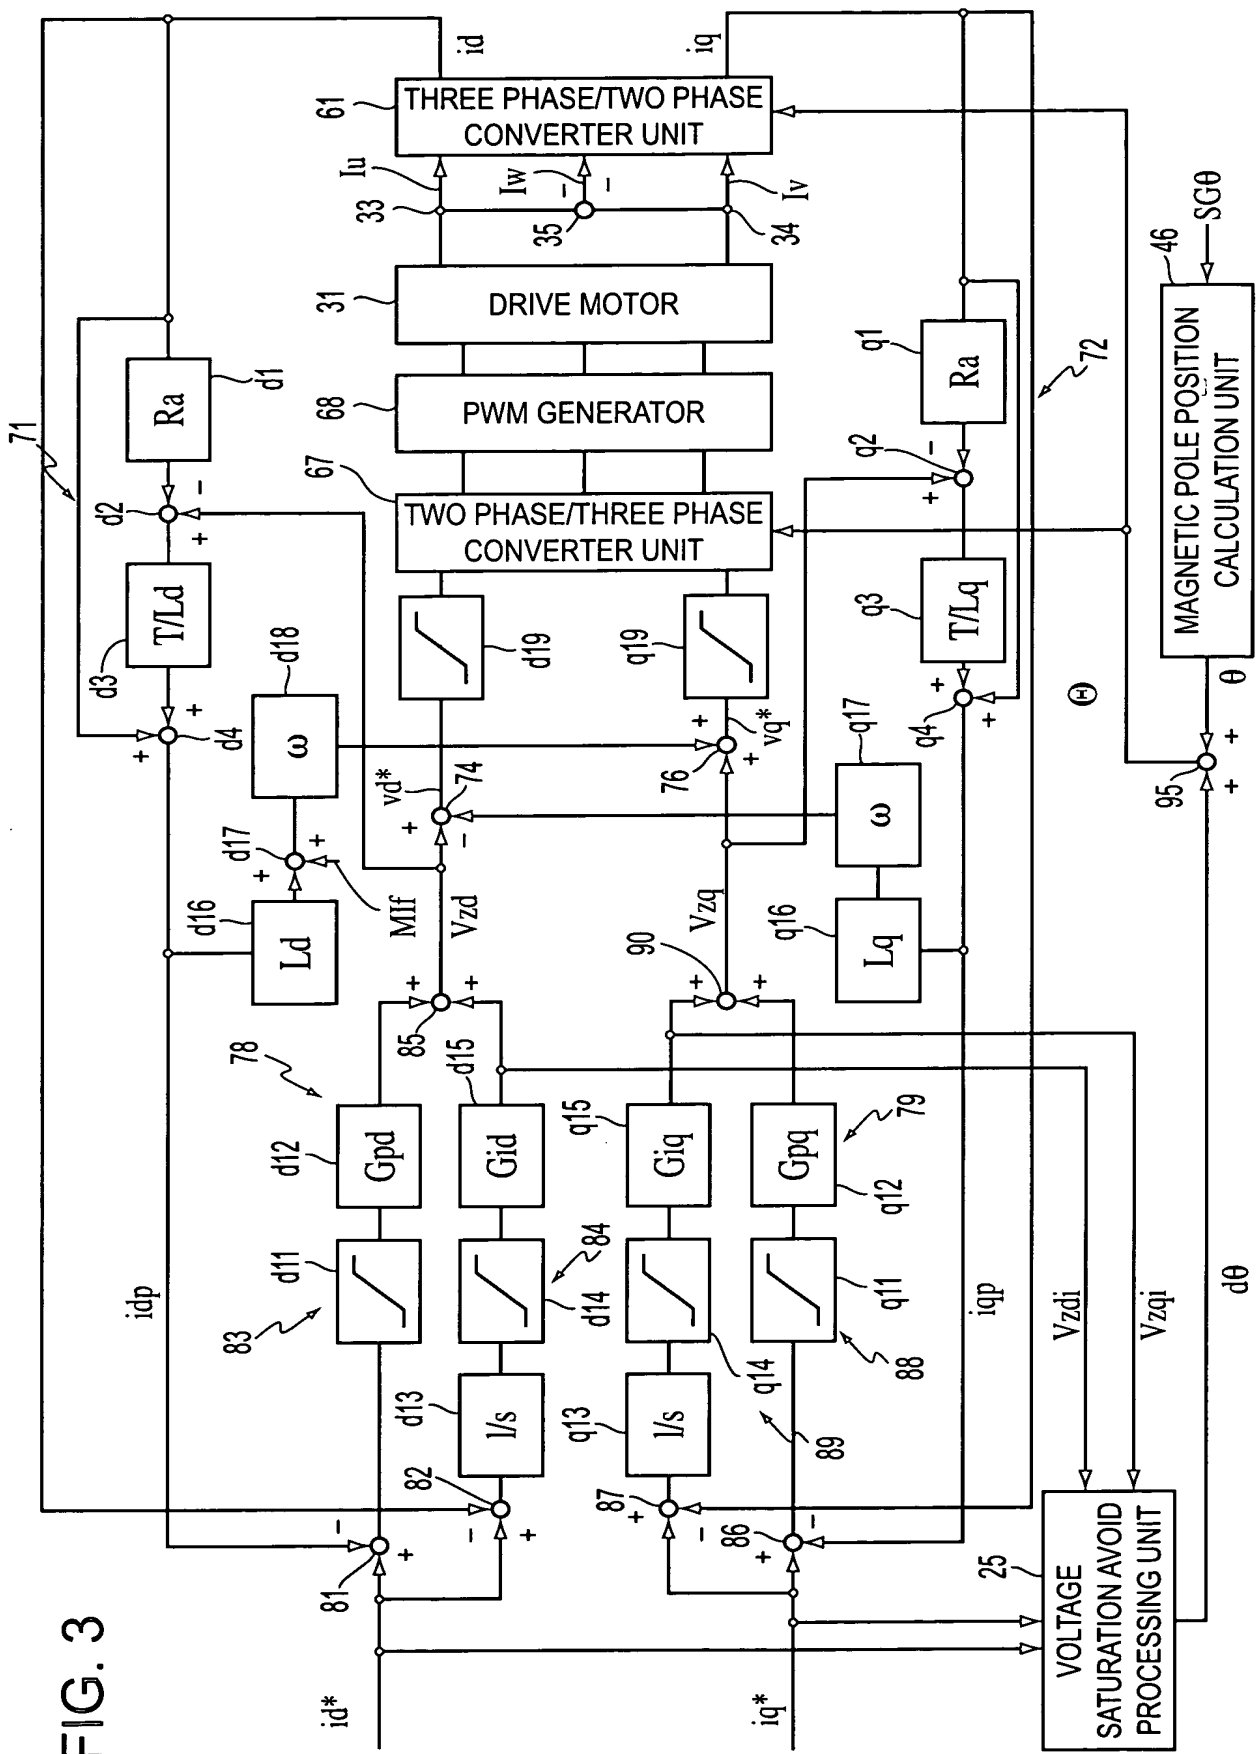 FIG. 3
71
d1
Ra
d2
−
+
d3
T/Ld
d4
+
+
idp
id
d18
ω
d17
+
+
MIf
d16
Ld
61
THREE PHASE/TWO PHASE
CONVERTER UNIT
Iu
Iw
Iv
−
−
33
35
34
31
DRIVE MOTOR
68
PWM GENERATOR
67
TWO PHASE/THREE PHASE
CONVERTER UNIT
d19
q19
vd*
74
+
−
vq*
76
+
+
Vzd
Vzq
85
+
+
90
+
+
78
d12
Gpd
d15
Gid
d11
83
84
d14
d13
1/s
82
−
+
81
−
+
id*
q15
Giq
79
Gpq
q12
q11
88
q14
89
q13
1/s
87
+
−
86
+
−
iq*
iq
q1
Ra
72
q2
−
+
q3
T/Lq
q4
+
+
q17
ω
q16
Lq
iqp
Θ
46
SGθ
MAGNETIC POLE POSITION
CALCULATION UNIT
θ
95
+
+
dθ
Vzdi
Vzqi
25
VOLTAGE
SATURATION AVOID
PROCESSING UNIT